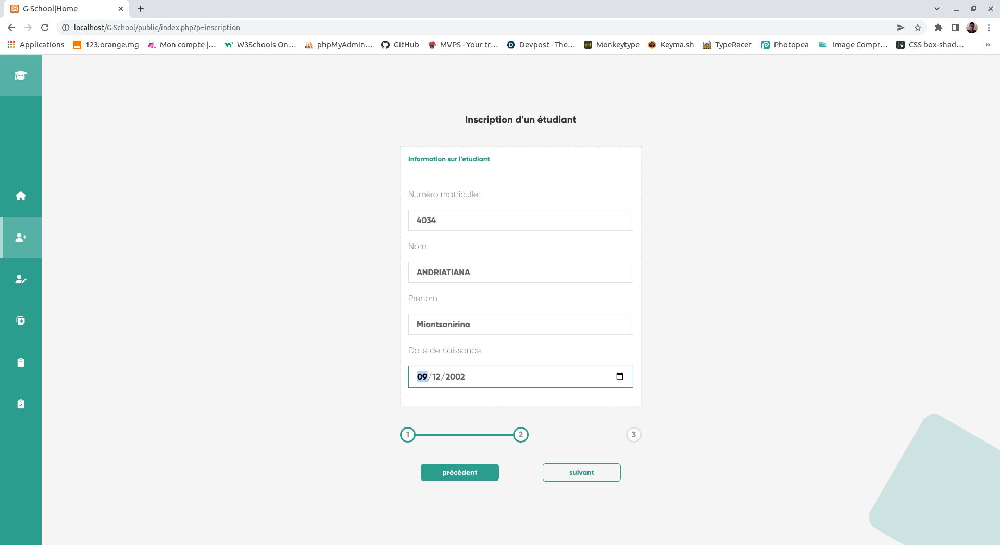 G-School|Home
localhost/G-School/public/index.php?p=inscription
Applications 123.orange.mg Mon compte |... W3Schools On... phpMyAdmin... GitHub MVPS - Your tr... Devpost - The... Monkeytype Keyma.sh TypeRacer Photopea Image Compr... CSS box-shad... »
Inscription d'un étudiant
Information sur l'etudiant
Numéro matriculle:
4034
Nom
ANDRIATIANA
Prenom
Miantsanirina
Date de naissance
09/12/2002
1 2 3
précédent suivant